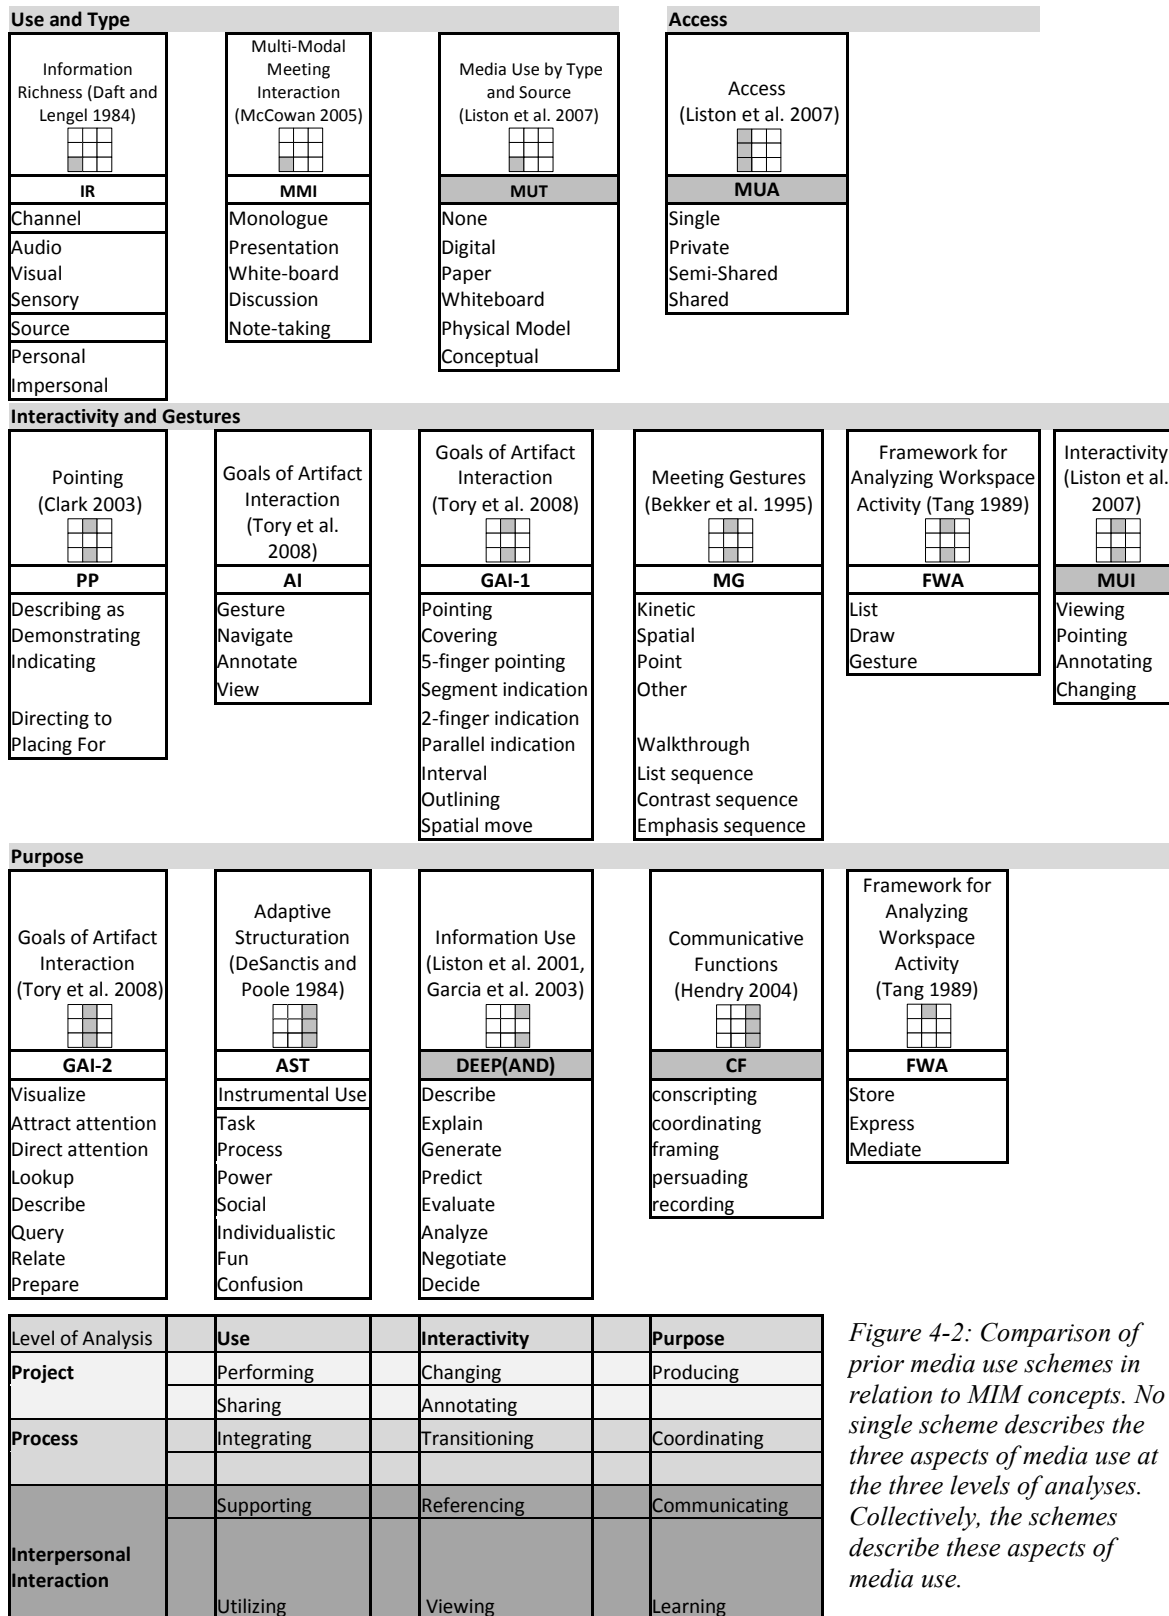 Use and Type
Access
Information
Richness (Daft and
Lengel 1984)
IR
Channel
Audio
Visual
Sensory
Source
Personal
Impersonal
Multi-Modal
Meeting
Interaction
(McCowan 2005)
MMI
Monologue
Presentation
White-board
Discussion
Note-taking
Media Use by Type
and Source
(Liston et al. 2007)
MUT
None
Digital
Paper
Whiteboard
Physical Model
Conceptual
Access
(Liston et al. 2007)
MUA
Single
Private
Semi-Shared
Shared
Interactivity and Gestures
Pointing
(Clark 2003)
PP
Describing as
Demonstrating
Indicating
Directing to
Placing For
Goals of Artifact
Interaction
(Tory et al.
2008)
AI
Gesture
Navigate
Annotate
View
Goals of Artifact
Interaction
(Tory et al. 2008)
GAI-1
Pointing
Covering
5-finger pointing
Segment indication
2-finger indication
Parallel indication
Interval
Outlining
Spatial move
Meeting Gestures
(Bekker et al. 1995)
MG
Kinetic
Spatial
Point
Other
Walkthrough
List sequence
Contrast sequence
Emphasis sequence
Framework for
Analyzing Workspace
Activity (Tang 1989)
FWA
List
Draw
Gesture
Interactivity
(Liston et al.
2007)
MUI
Viewing
Pointing
Annotating
Changing
Purpose
Goals of Artifact
Interaction
(Tory et al. 2008)
GAI-2
Visualize
Attract attention
Direct attention
Lookup
Describe
Query
Relate
Prepare
Adaptive
Structuration
(DeSanctis and
Poole 1984)
AST
Instrumental Use
Task
Process
Power
Social
Individualistic
Fun
Confusion
Information Use
(Liston et al. 2001,
Garcia et al. 2003)
DEEP(AND)
Describe
Explain
Generate
Predict
Evaluate
Analyze
Negotiate
Decide
Communicative
Functions
(Hendry 2004)
CF
conscripting
coordinating
framing
persuading
recording
Framework for
Analyzing
Workspace
Activity
(Tang 1989)
FWA
Store
Express
Mediate
Level of Analysis Use Interactivity Purpose
Project Performing Changing Producing
Sharing Annotating
Process Integrating Transitioning Coordinating
Supporting Referencing Communicating
Interpersonal
Interaction
Utilizing Viewing Learning
Figure 4-2: Comparison of
prior media use schemes in
relation to MIM concepts. No
single scheme describes the
three aspects of media use at
the three levels of analyses.
Collectively, the schemes
describe these aspects of
media use.